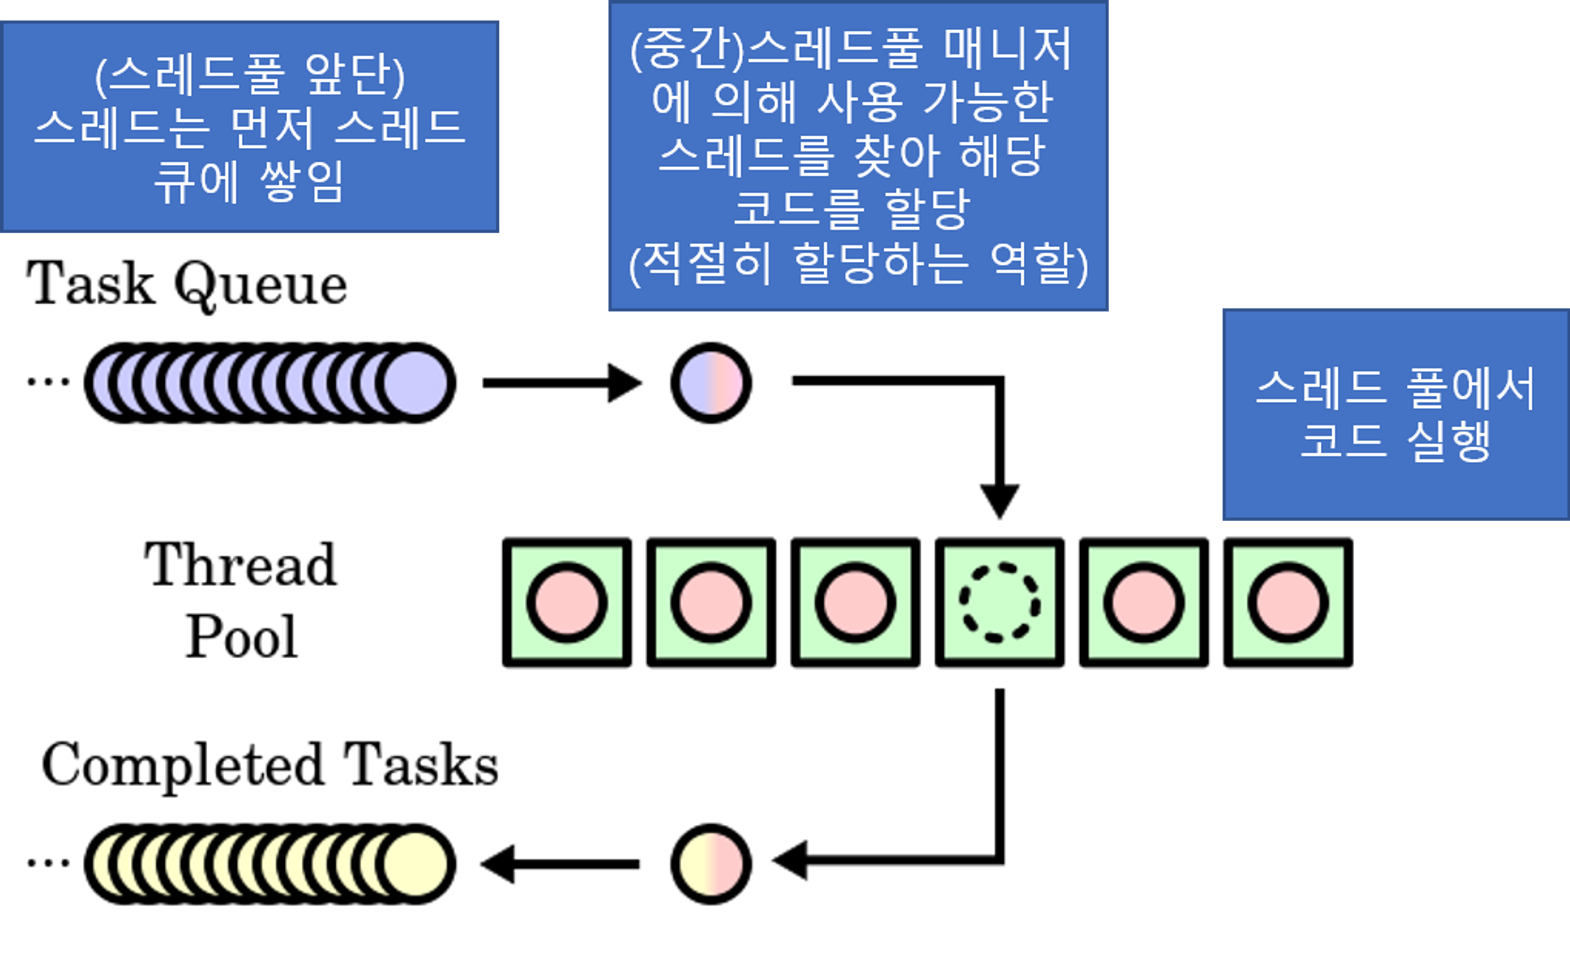 (스레드풀 앞단)
스레드는 먼저 스레드
큐에 쌓임
(중간)스레드풀 매니저
에 의해 사용 가능한
스레드를 찾아 해당
코드를 할당
(적절히 할당하는 역할)
Task Queue
...
스레드 풀에서
코드 실행
Thread
Pool
Completed Tasks
...